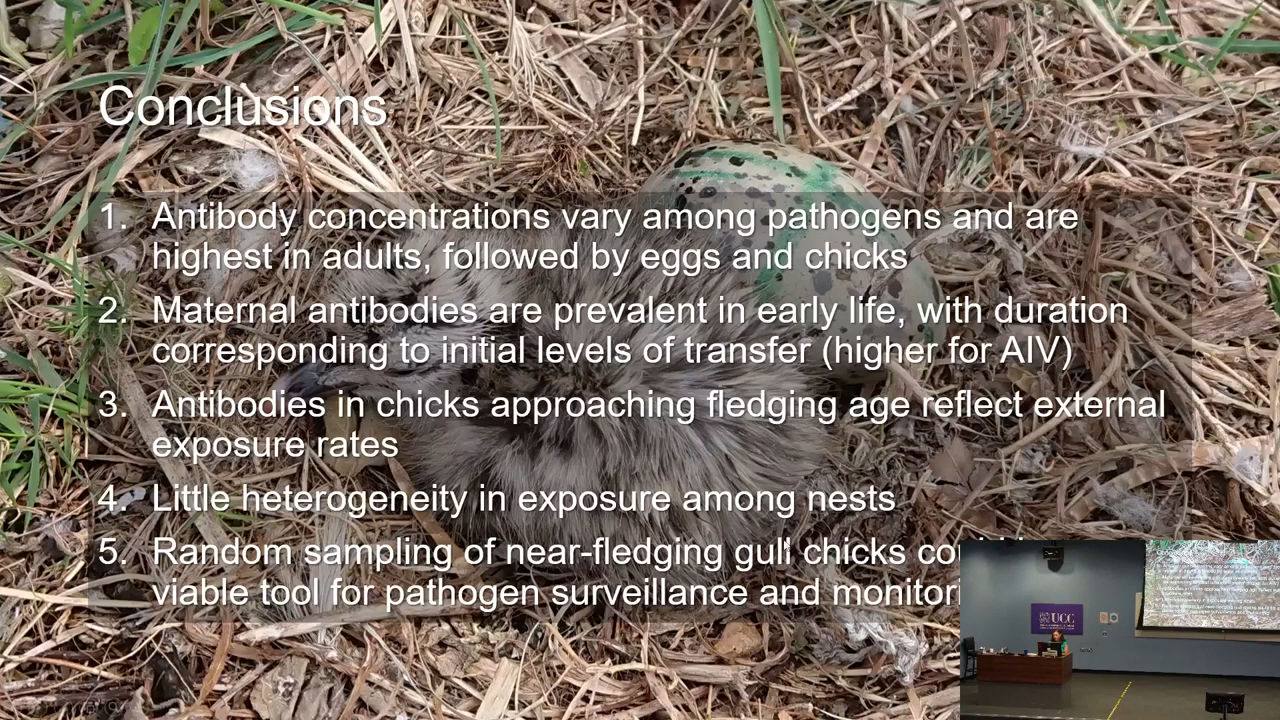 Conclusions
1. Antibody concentrations vary among pathogens and are
highest in adults, followed by eggs and chicks
2. Maternal antibodies are prevalent in early life, with duration
corresponding to initial levels of transfer (higher for AIV)
3. Antibodies in chicks approaching fledging age reflect external
exposure rates
4. Little heterogeneity in exposure among nests
5. Random sampling of near-fledging gull chicks
viable tool for pathogen surveillance and
UCC